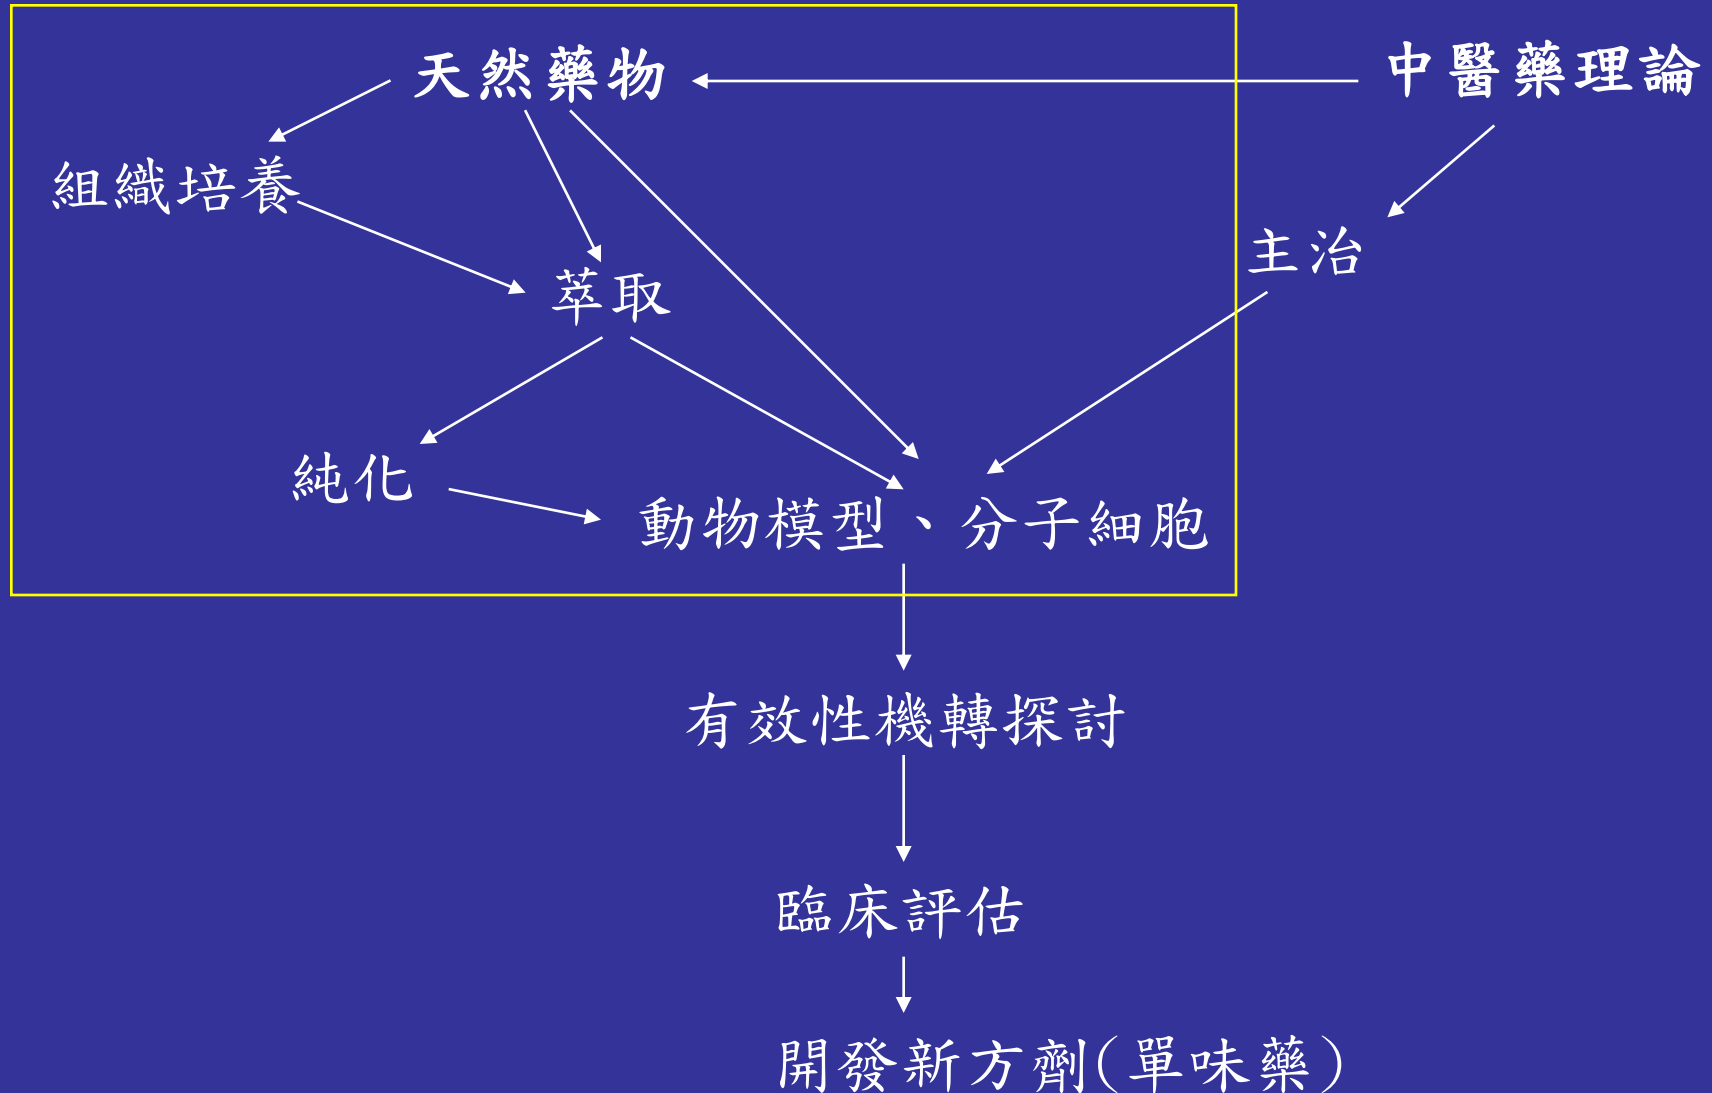 天然藥物
中醫藥理論
組織培養
主治
萃取
純化
動物模型、分子細胞
有效性機轉探討
臨床評估
開發新方劑(單味藥)